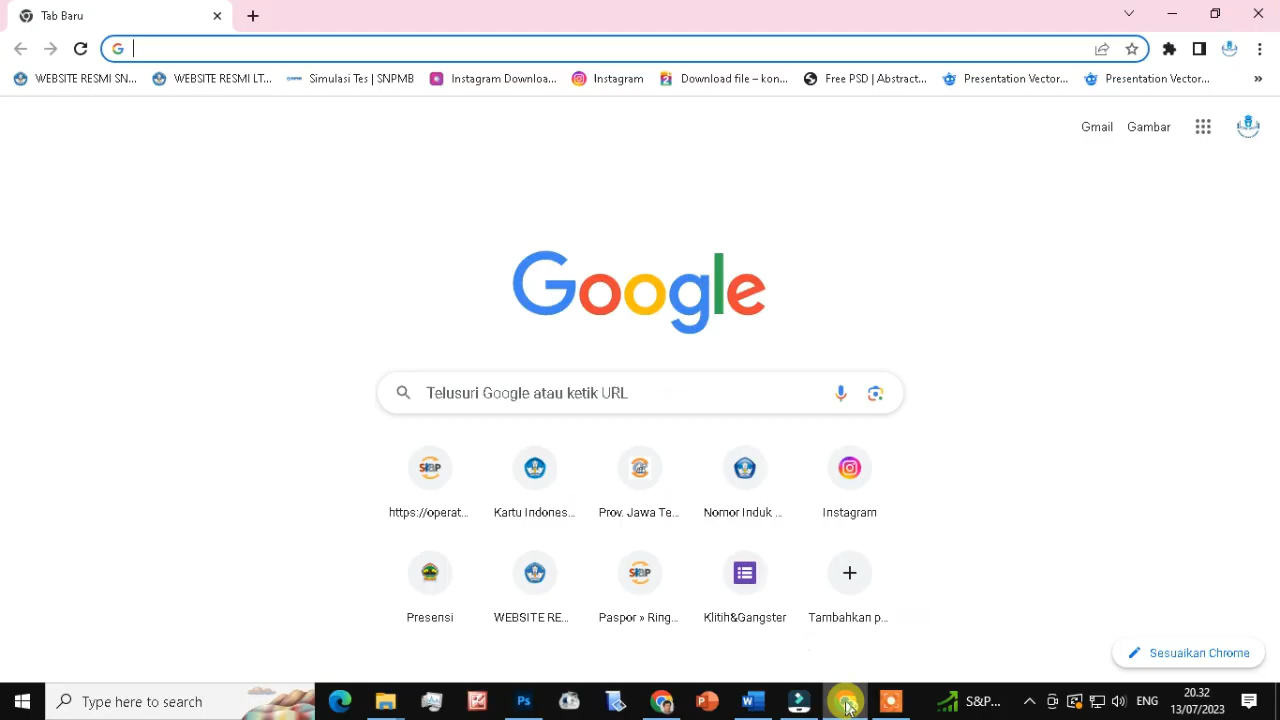 Tab Baru
WEBSITE RESMI SN...
WEBSITE RESMI LT...
Simulasi Tes | SNPMB
Instagram Downloa...
Instagram
Download file – kon...
Free PSD | Abstract...
Presentation Vector...
Presentation Vector...
»
Gmail
Gambar
Google
Telusuri Google atau ketik URL
https://operat...
Kartu Indones...
Prov. Jawa Te...
Nomor Induk ...
Instagram
Presensi
WEBSITE RE...
Paspor » Ring...
Klitih&Gangster
Tambahkan p...
Sesuaikan Chrome
Type here to search
S&P...
ENG
20.32
13/07/2023